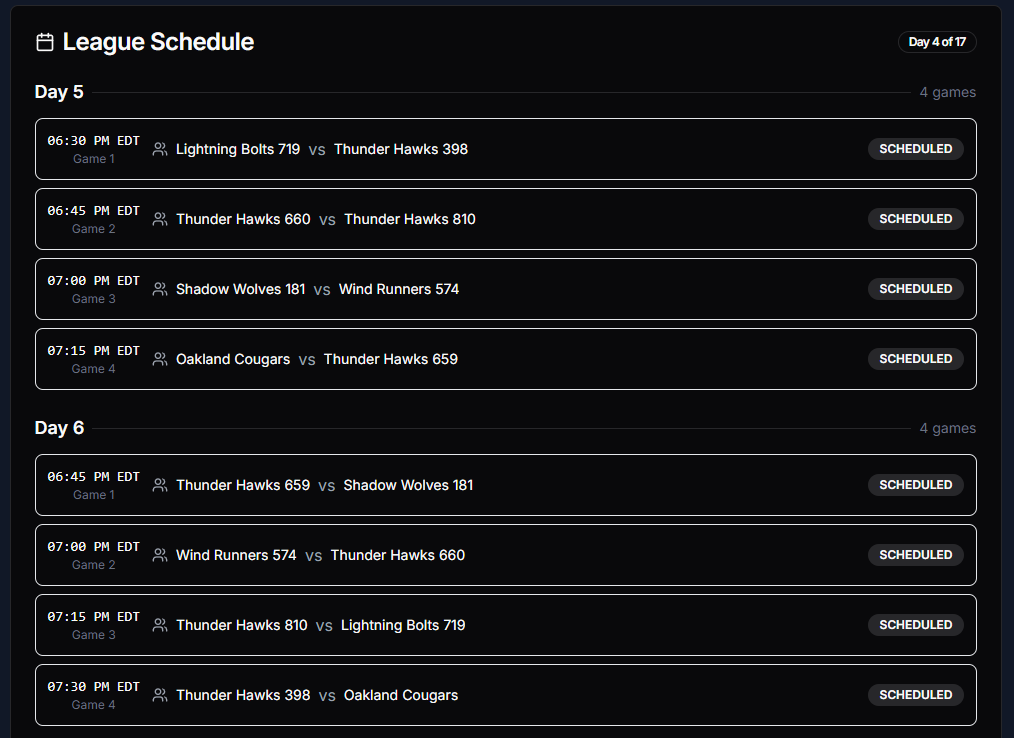 League Schedule
Day 4 of 17
Day 5
4 games
06:30 PM EDT
Game 1
Lightning Bolts 719 vs Thunder Hawks 398
SCHEDULED
06:45 PM EDT
Game 2
Thunder Hawks 660 vs Thunder Hawks 810
SCHEDULED
07:00 PM EDT
Game 3
Shadow Wolves 181 vs Wind Runners 574
SCHEDULED
07:15 PM EDT
Game 4
Oakland Cougars vs Thunder Hawks 659
SCHEDULED
Day 6
4 games
06:45 PM EDT
Game 1
Thunder Hawks 659 vs Shadow Wolves 181
SCHEDULED
07:00 PM EDT
Game 2
Wind Runners 574 vs Thunder Hawks 660
SCHEDULED
07:15 PM EDT
Game 3
Thunder Hawks 810 vs Lightning Bolts 719
SCHEDULED
07:30 PM EDT
Game 4
Thunder Hawks 398 vs Oakland Cougars
SCHEDULED